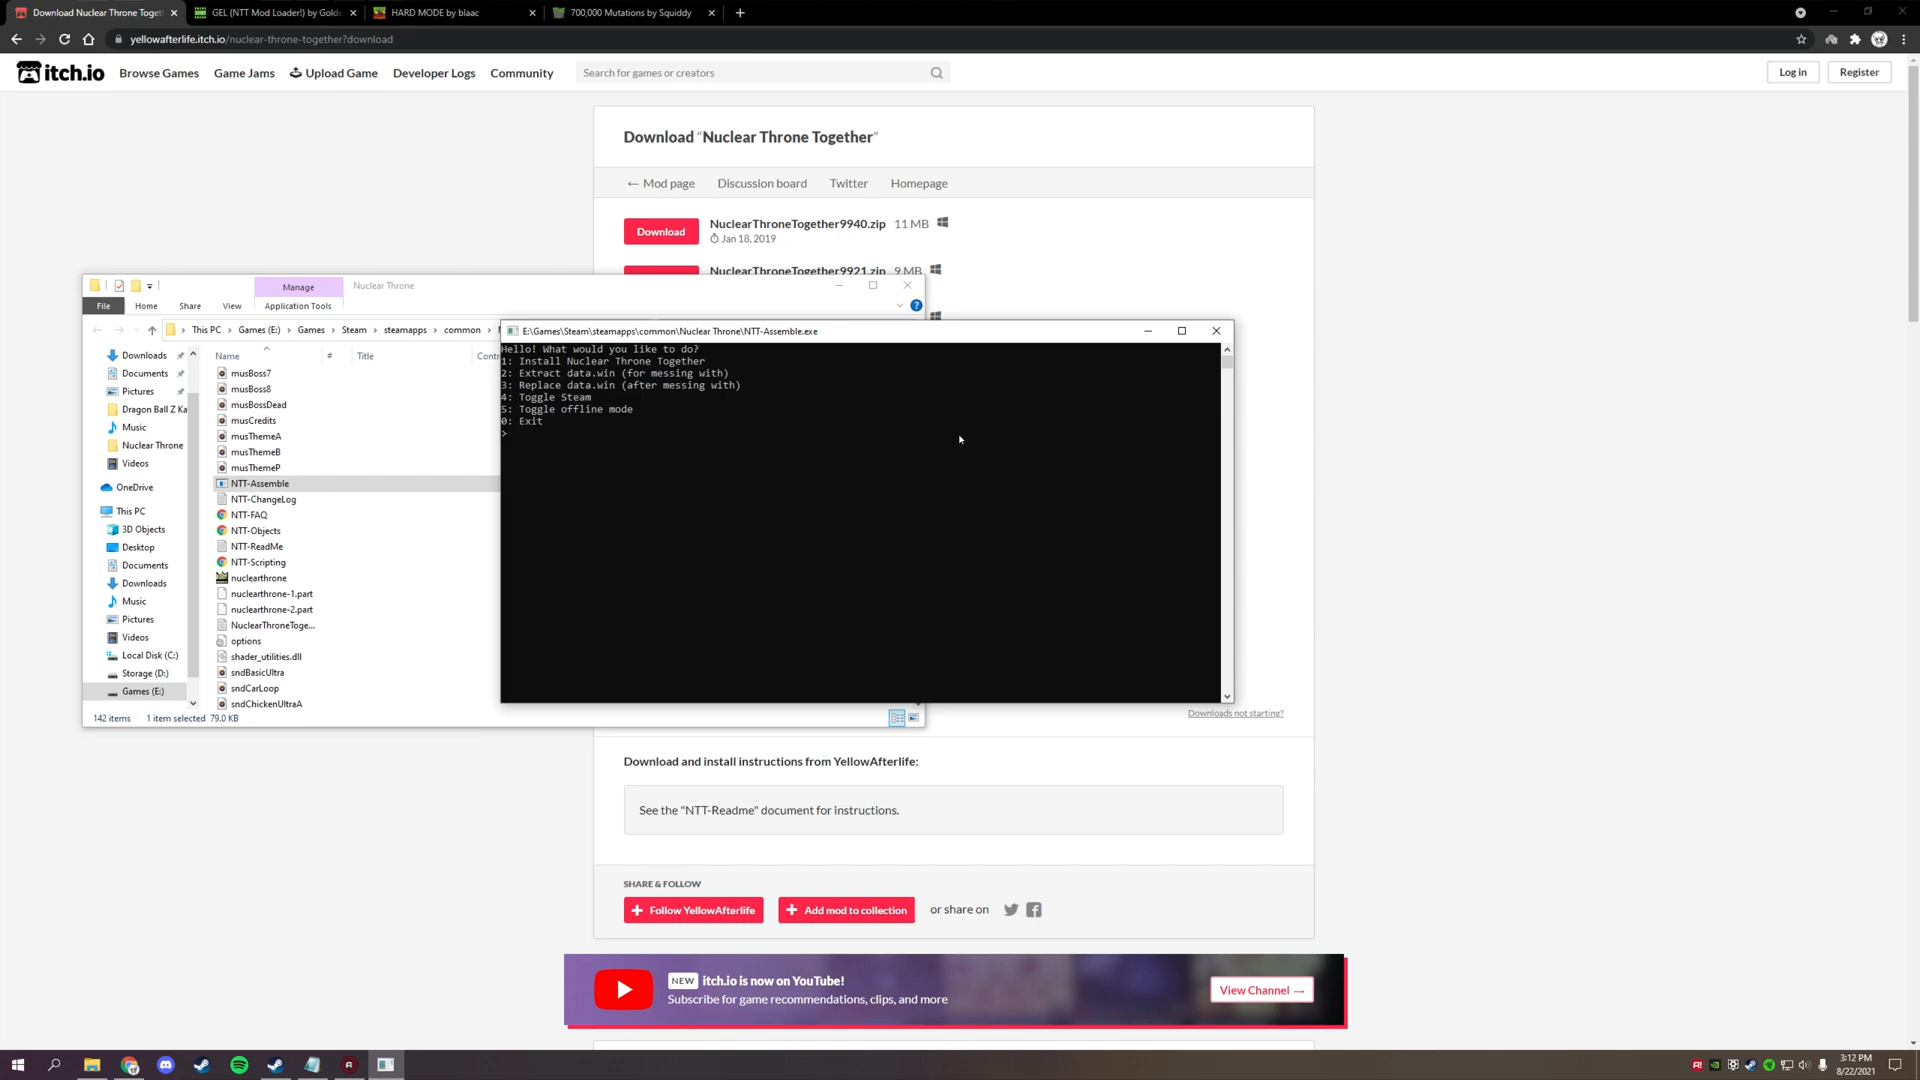 Download Nuclear Throne Toget
GEL (NTT Mod Loader!) by Golde
HARD MODE by blaac
700,000 Mutations by Squiddy
yellowafterlife.itch.io/nuclear-throne-together?download
itch.io
Browse Games
Game Jams
Upload Game
Developer Logs
Community
Search for games or creators
Log in
Register
Download “Nuclear Throne Together”
← Mod page
Discussion board
Twitter
Homepage
Download
NuclearThroneTogether9940.zip 11 MB
Jan 18, 2019
NuclearThroneTogether9921.zip 9 MB
Manage
Nuclear Throne
File
Home
Share
View
Application Tools
This PC > Games (E:) > Games > Steam > steamapps > common >
Name
#
Title
Contr
Downloads
Documents
Pictures
Dragon Ball Z Ka
Music
Nuclear Throne
Videos
OneDrive
This PC
3D Objects
Desktop
Documents
Downloads
Music
Pictures
Videos
Local Disk (C:)
Storage (D:)
Games (E:)
musBoss7
musBoss8
musBossDead
musCredits
musThemeA
musThemeB
musThemeP
NTT-Assemble
NTT-ChangeLog
NTT-FAQ
NTT-Objects
NTT-ReadMe
NTT-Scripting
nuclearthrone
nuclearthrone-1.part
nuclearthrone-2.part
NuclearThroneToge...
options
shader_utilities.dll
sndBasicUltra
sndCarLoop
sndChickenUltraA
142 items
1 item selected 79.0 KB
E:\Games\Steam\steamapps\common\Nuclear Throne\NTT-Assemble.exe
Hello! What would you like to do?
1: Install Nuclear Throne Together
2: Extract data.win (for messing with)
3: Replace data.win (after messing with)
4: Toggle Steam
5: Toggle offline mode
0: Exit
>
Downloads not starting?
Download and install instructions from YellowAfterlife:
See the "NTT-Readme" document for instructions.
SHARE & FOLLOW
Follow YellowAfterlife
Add mod to collection
or share on
NEW itch.io is now on YouTube!
Subscribe for game recommendations, clips, and more
View Channel →
3:12 PM
8/22/2021